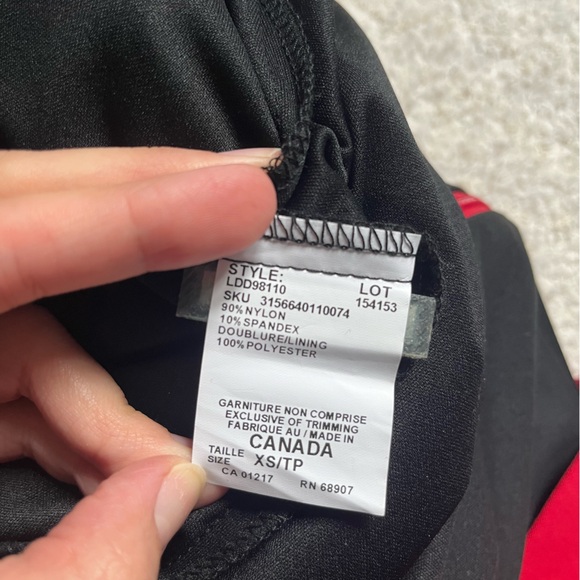 STYLE:
LDD98110 LOT
SKU 3156640110074 154153
90% NYLON
10% SPANDEX
DOUBLURE/LINING
100% POLYESTER
GARNITURE NON COMPRISE
EXCLUSIVE OF TRIMMING
FABRIQUE AU / MADE IN
CANADA
TAILLE XS/TP
SIZE
CA 01217 RN 68907